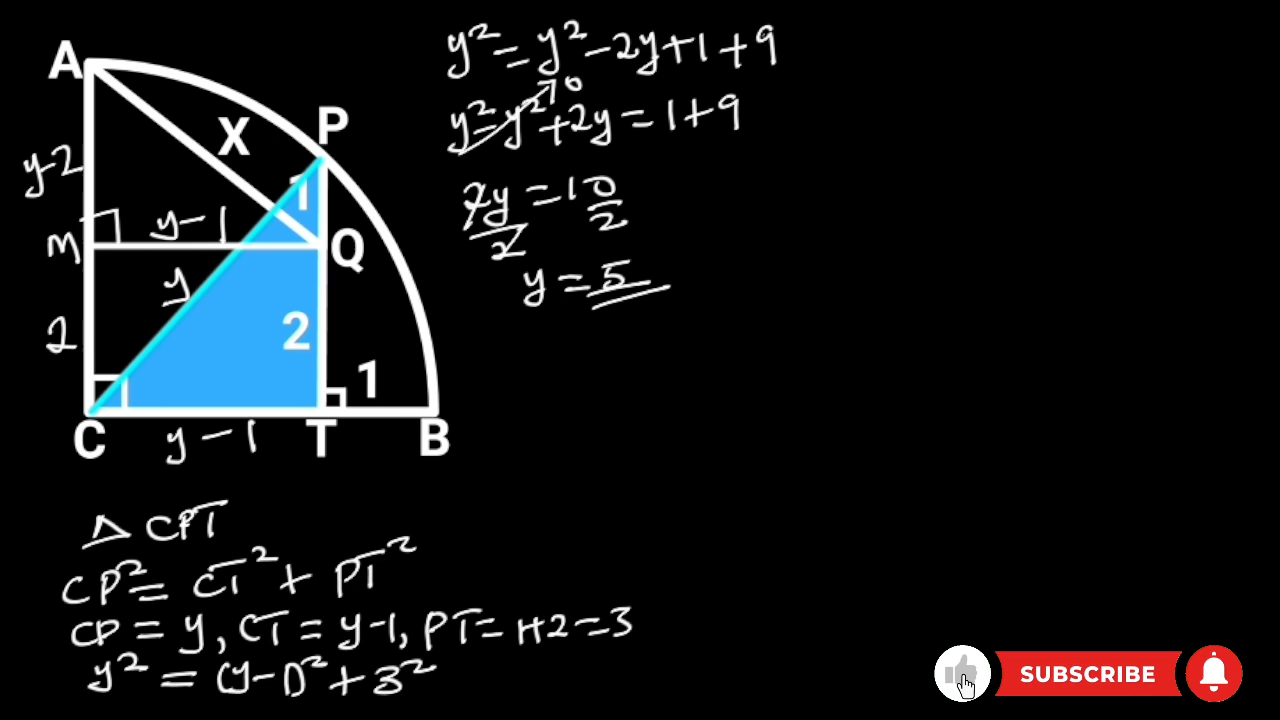 A
y-2
X
P
1
M
y-1
Q
y
2
2
1
C
y-1
T
B
y²=y²-2y+1+9
y²-y²+2y=1+9
0
2y=10
2 2
y=5
△ CPT
CP²= CT²+ PT²
CP = y, CT = y-1, PT= 1+2=3
y² = (y-1)²+3²
SUBSCRIBE